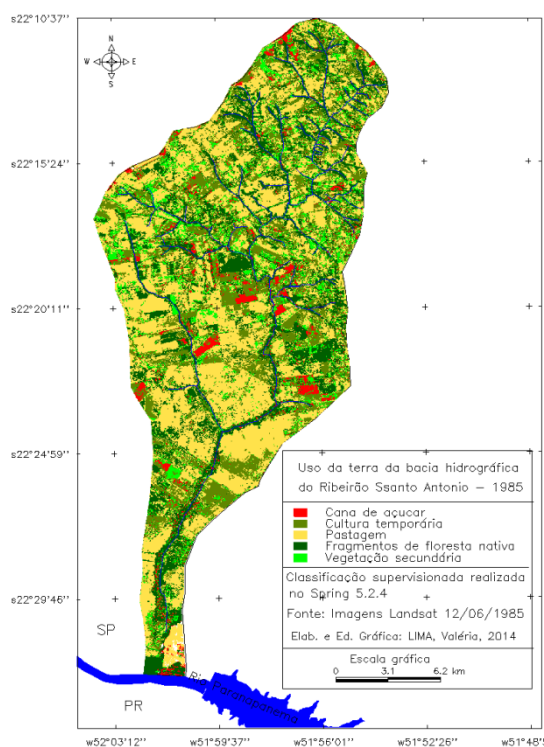 s22°10'37''
N
W E
S
s22°15'24''
s22°20'11''
s22°24'59''
Uso da terra da bacia hidrográfica
do Ribeirão Ssanto Antonio – 1985
Cana de açucar
Cultura temporária
Pastagem
Fragmentos de floresta nativa
Vegetação secundária
Classificação supervisionada realizada
no Spring 5.2.4
Fonte: Imagens Landsat 12/06/1985
Elab. e Ed. Gráfica: LIMA, Valéria, 2014
Escala gráfica
0 3.1 6.2 km
s22°29'46''
SP
Rio Paranapanema
PR
w52°03'12'' w51°59'37'' w51°56'01'' w51°52'26'' w51°48'5